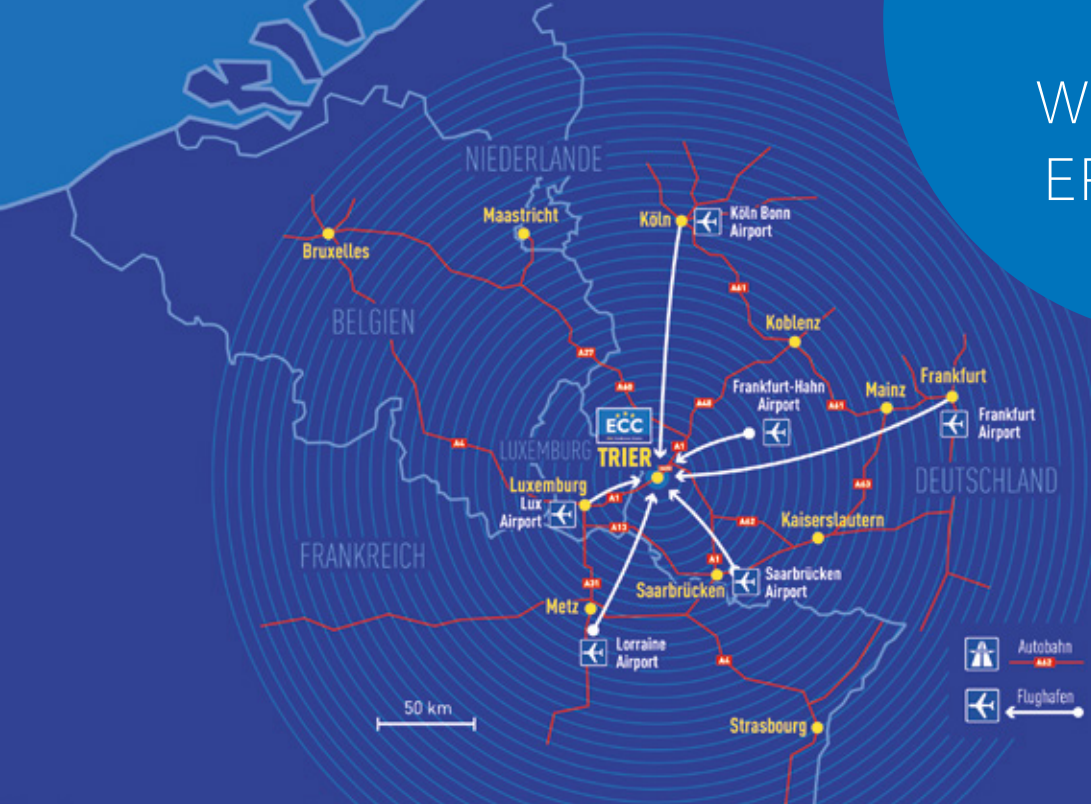 W
ER
NIEDERLANDE
Maastricht
Köln
Köln Bonn
Airport
Bruxelles
A61
BELGIEN
Koblenz
A27
A60
Frankfurt-Hahn
Airport
A48
A61
Mainz
Frankfurt
Frankfurt
Airport
ECC
TRIER
A1
LUXEMBURG
A6
DEUTSCHLAND
Luxemburg
Lux
Airport
A1
A63
A13
A62
Kaiserslautern
FRANKREICH
A1
A31
Saarbrücken
Saarbrücken
Airport
Metz
Lorraine
Airport
A4
Autobahn
A62
Flughafen
50 km
Strasbourg